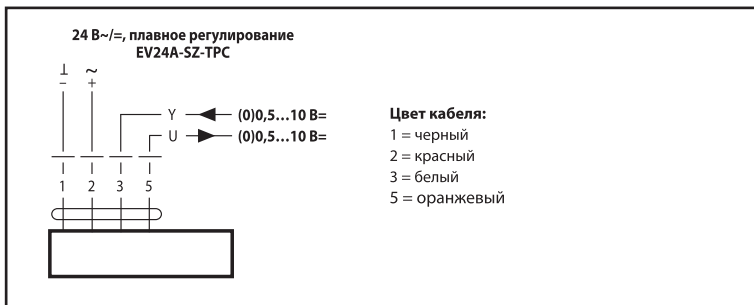 24 В~/=, плавное регулирование
EV24A-SZ-TPC
⊥ ~
– +
Y (0)0,5…10 В=
U (0)0,5…10 В=
1 2 3 5
Цвет кабеля:
1 = черный
2 = красный
3 = белый
5 = оранжевый